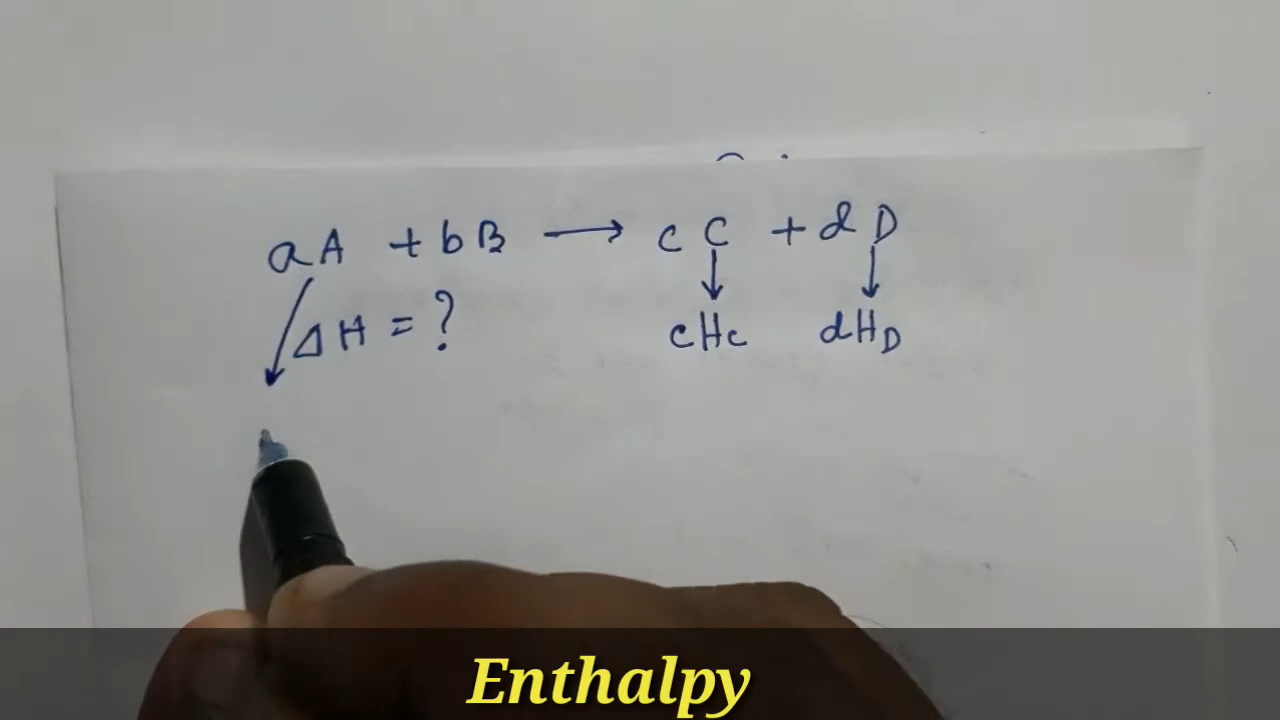 aA + bB ⟶ cC + dD
ΔH = ? cHc dHD
Enthalpy